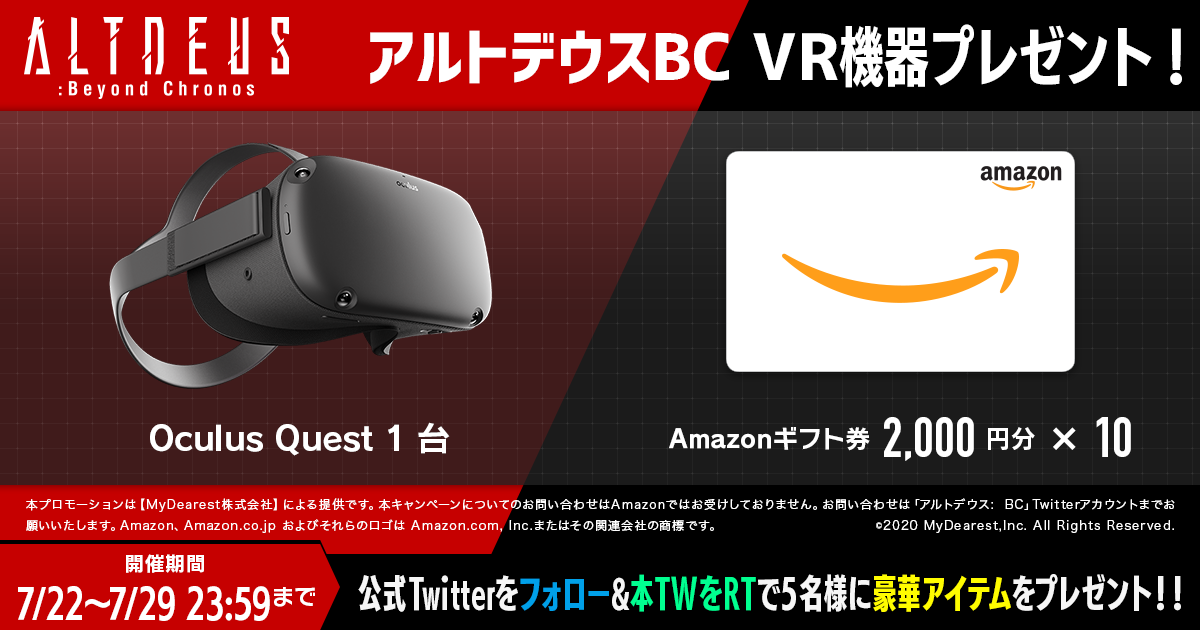 ALTDEUS
:Beyond Chronos
アルトデウスBC VR機器プレゼント！
oculus
amazon
Oculus Quest 1 台
Amazonギフト券 2,000 円分 × 10
本プロモーションは【MyDearest株式会社】による提供です。本キャンペーンについてのお問い合わせはAmazonではお受けしておりません。お問い合わせは「アルトデウス： BC」Twitterアカウントまでお
願いいたします。Amazon、Amazon.co.jp およびそれらのロゴは Amazon.com, Inc.またはその関連会社の商標です。
©2020 MyDearest,Inc. All Rights Reserved.
開催期間
7/22～7/29 23:59まで
公式Twitterをフォロー&本TWをRTで5名様に豪華アイテムをプレゼント！！